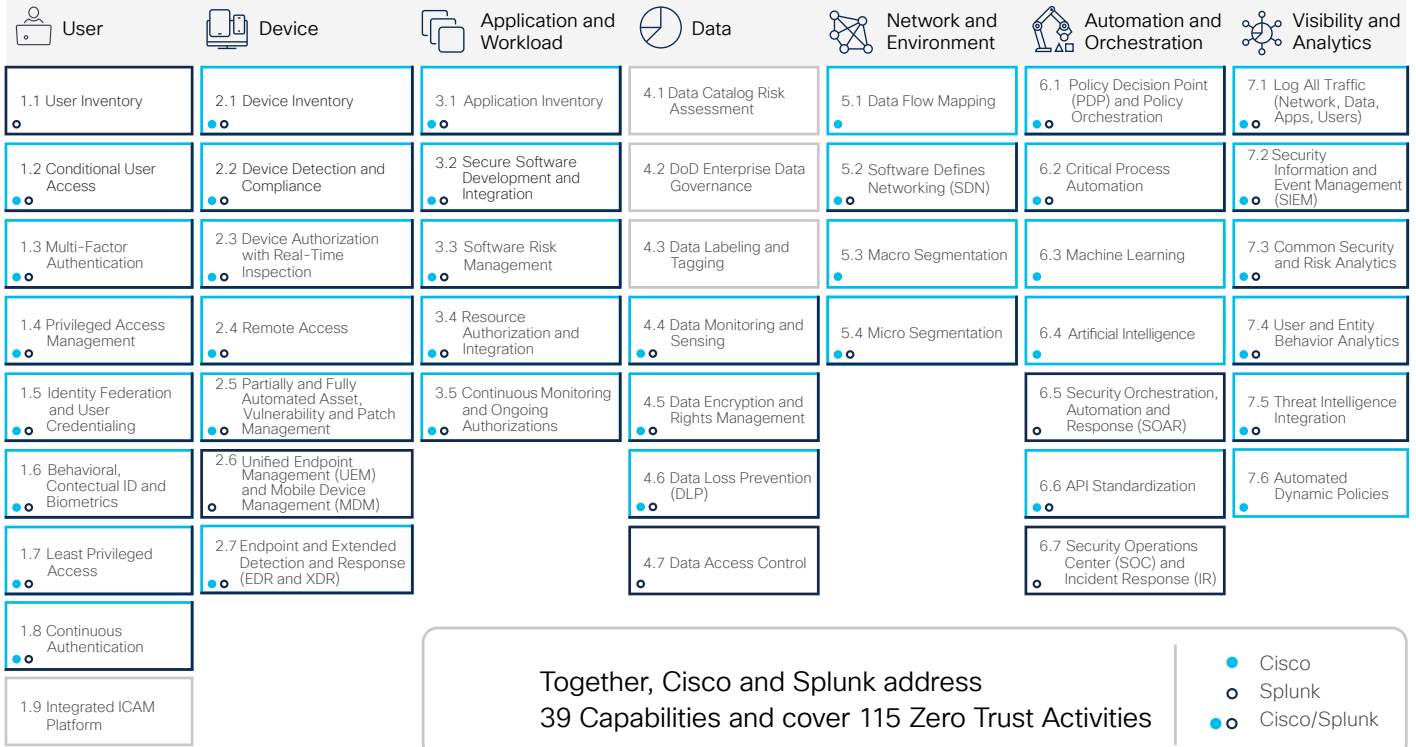 User
Device
Application and
Workload
Data
Network and
Environment
Automation and
Orchestration
Visibility and
Analytics
1.1 User Inventory
1.2 Conditional User
Access
1.3 Multi-Factor
Authentication
1.4 Privileged Access
Management
1.5 Identity Federation
and User
Credentialing
1.6 Behavioral,
Contectual ID and
Biometrics
1.7 Least Privileged
Access
1.8 Continuous
Authentication
1.9 Integrated ICAM
Platform
2.1 Device Inventory
2.2 Device Detection and
Compliance
2.3 Device Authorization
with Real-Time
Inspection
2.4 Remote Access
2.5 Partially and Fully
Automated Asset,
Vulnerability and Patch
Management
2.6 Unified Endpoint
Management (UEM)
and Mobile Device
Management (MDM)
2.7 Endpoint and Extended
Detection and Response
(EDR and XDR)
3.1 Application Inventory
3.2 Secure Software
Development and
Integration
3.3 Software Risk
Management
3.4 Resource
Authorization and
Integration
3.5 Continuous Monitoring
and Ongoing
Authorizations
4.1 Data Catalog Risk
Assessment
4.2 DoD Enterprise Data
Governance
4.3 Data Labeling and
Tagging
4.4 Data Monitoring and
Sensing
4.5 Data Encryption and
Rights Management
4.6 Data Loss Prevention
(DLP)
4.7 Data Access Control
5.1 Data Flow Mapping
5.2 Software Defines
Networking (SDN)
5.3 Macro Segmentation
5.4 Micro Segmentation
6.1 Policy Decision Point
(PDP) and Policy
Orchestration
6.2 Critical Process
Automation
6.3 Machine Learning
6.4 Artificial Intelligence
6.5 Security Orchestration,
Automation and
Response (SOAR)
6.6 API Standardization
6.7 Security Operations
Center (SOC) and
Incident Response (IR)
7.1 Log All Traffic
(Network, Data,
Apps, Users)
7.2 Security
Information and
Event Management
(SIEM)
7.3 Common Security
and Risk Analytics
7.4 User and Entity
Behavior Analytics
7.5 Threat Intelligence
Integration
7.6 Automated
Dynamic Policies
Together, Cisco and Splunk address
39 Capabilities and cover 115 Zero Trust Activities
Cisco
Splunk
Cisco/Splunk